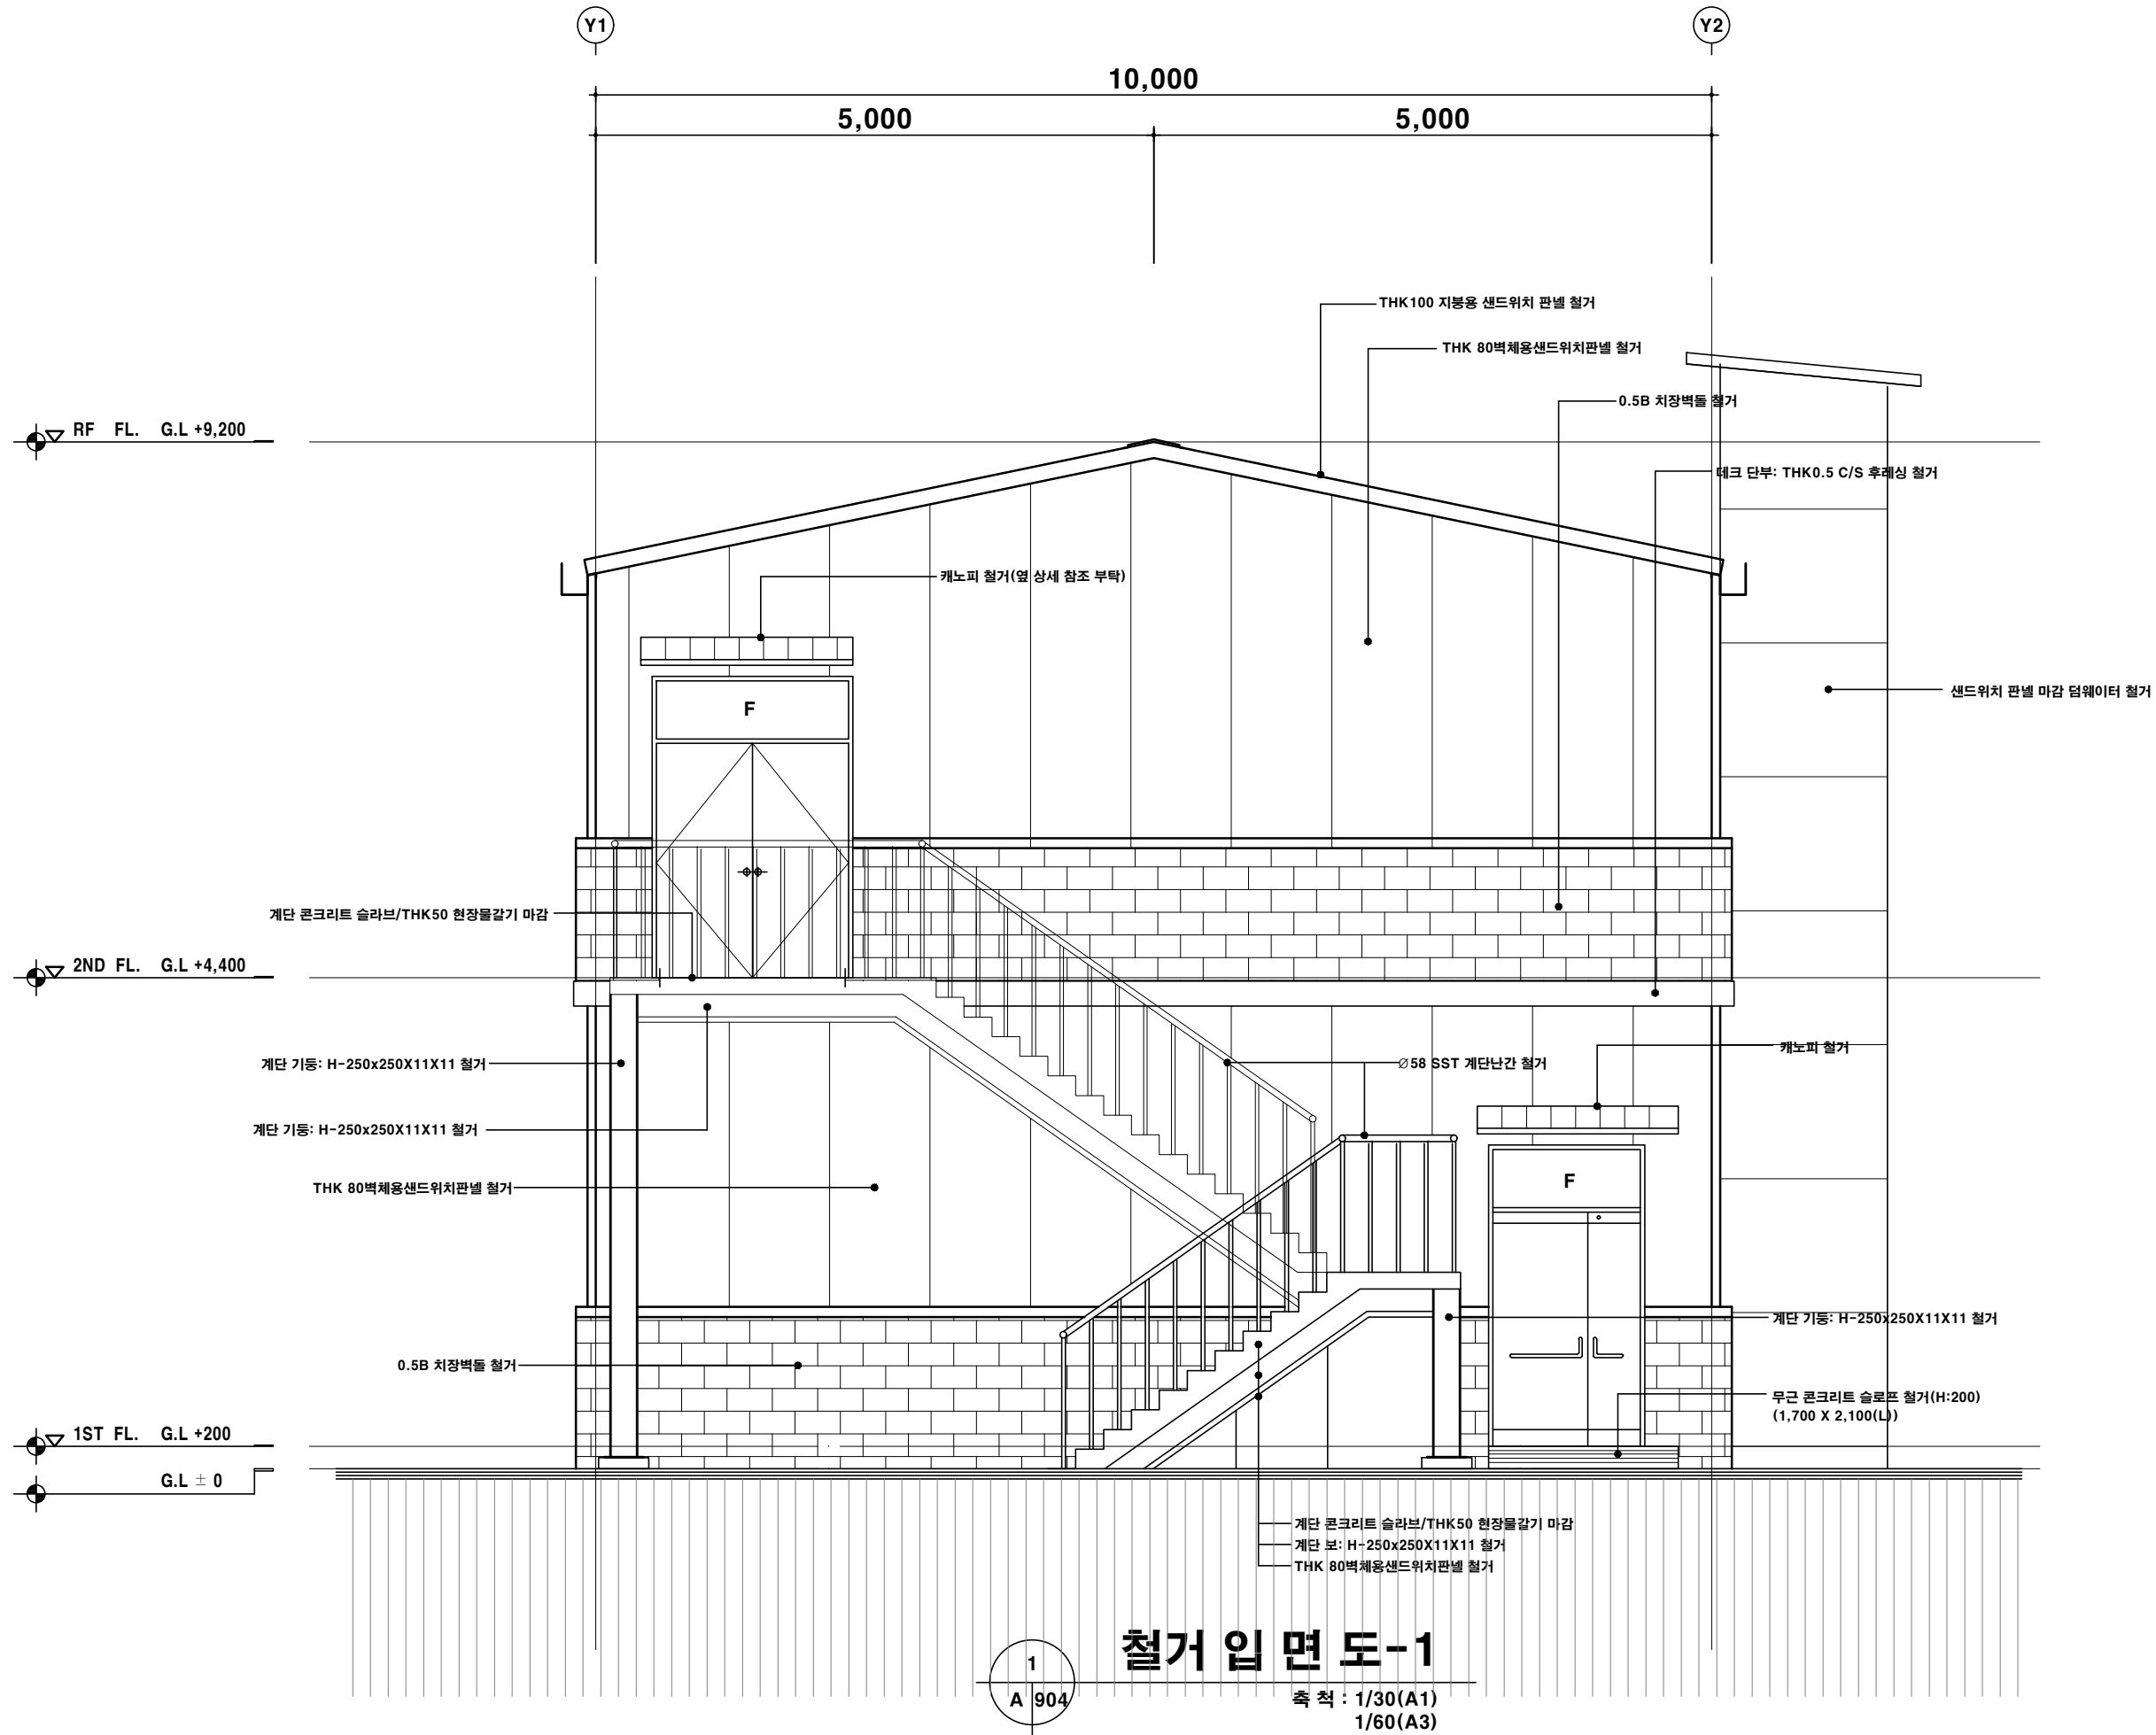 Y1
Y2
10,000
5,000
5,000
THK100 지붕용 샌드위치 판넬 철거
THK 80벽체용샌드위치판넬 철거
0.5B 치장벽돌 철거
RF FL. G.L +9,200
데크 단부: THK0.5 C/S 후레싱 철거
캐노피 철거(옆 상세 참조 부탁)
샌드위치 판넬 마감 덤웨이터 철거
F
계단 콘크리트 슬라브/THK50 현장물갈기 마감
2ND FL. G.L +4,400
캐노피 철거
계단 기둥: H-250x250X11X11 철거
Ø58 SST 계단난간 철거
계단 기둥: H-250x250X11X11 철거
THK 80벽체용샌드위치판넬 철거
F
계단 기둥: H-250x250X11X11 철거
0.5B 치장벽돌 철거
무근 콘크리트 슬로프 철거(H:200)
(1,700 X 2,100(L))
1ST FL. G.L +200
G.L ± 0
계단 콘크리트 슬라브/THK50 현장물갈기 마감
계단 보: H-250x250X11X11 철거
THK 80벽체용샌드위치판넬 철거
철거 입 면 도-1
1
A 904
축 척 : 1/30(A1)
1/60(A3)